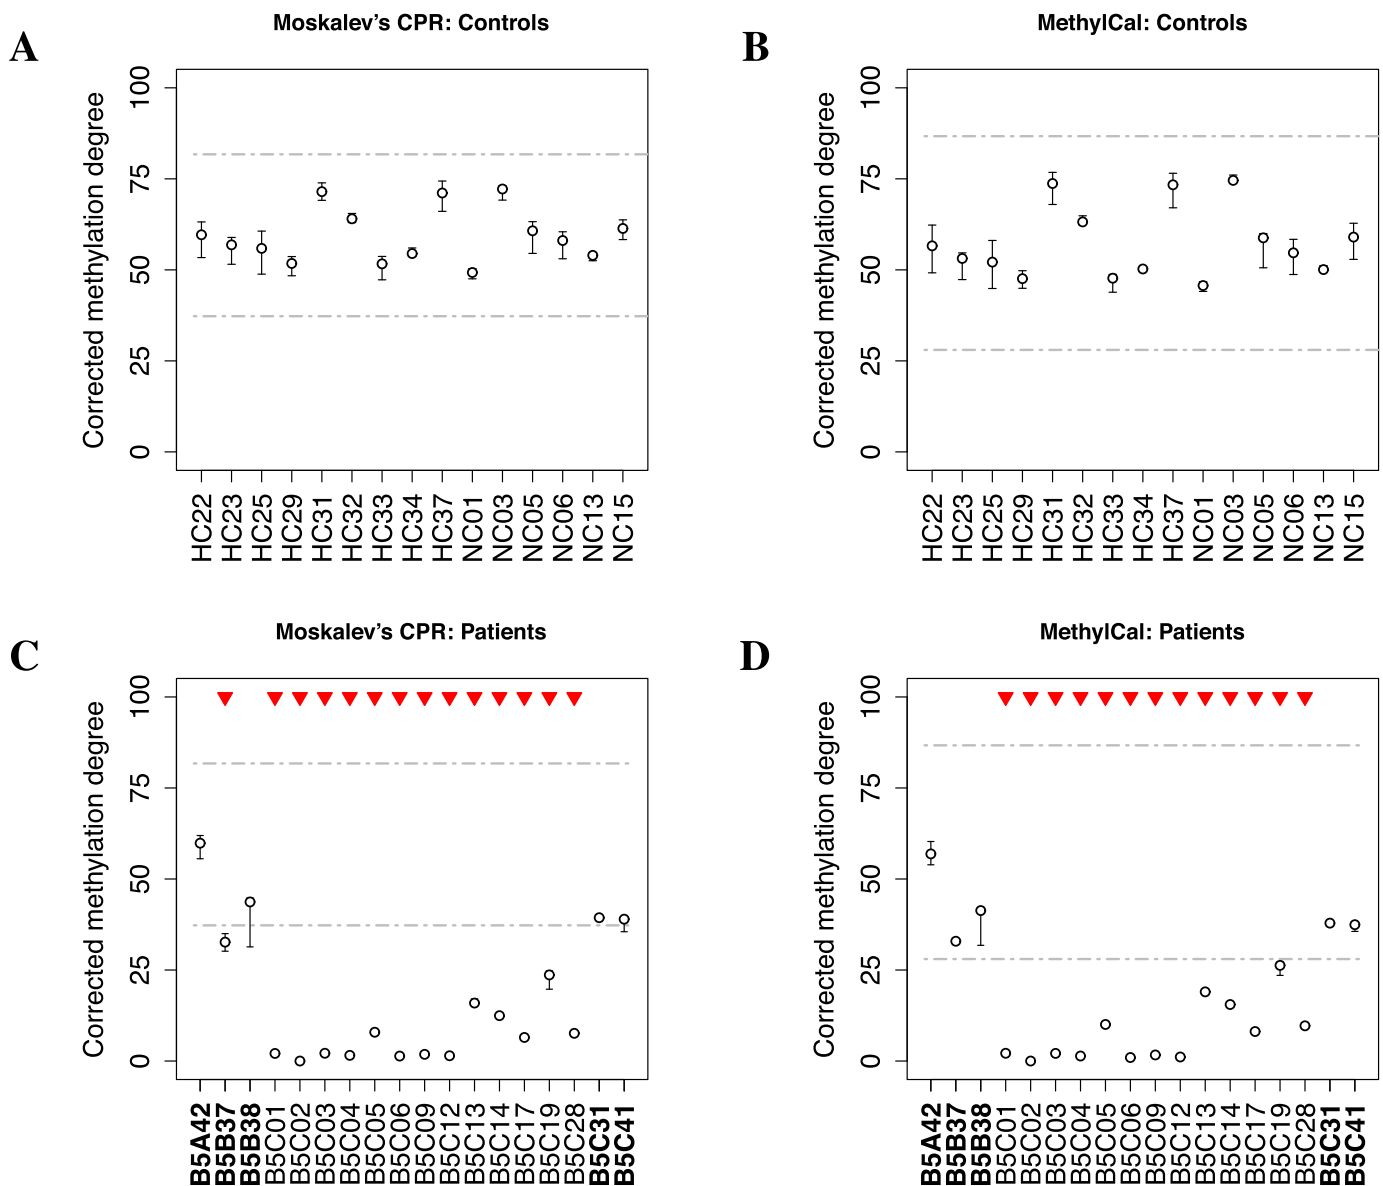 A
Moskalev's CPR: Controls
Corrected methylation degree
0 25 50 75 100
HC22 HC23 HC25 HC29 HC31 HC32 HC33 HC34 HC37 NC01 NC03 NC05 NC06 NC13 NC15
B
MethylCal: Controls
Corrected methylation degree
0 25 50 75 100
HC22 HC23 HC25 HC29 HC31 HC32 HC33 HC34 HC37 NC01 NC03 NC05 NC06 NC13 NC15
C
Moskalev's CPR: Patients
Corrected methylation degree
0 25 50 75 100
B5A42 B5B37 B5B38 B5C01 B5C02 B5C03 B5C04 B5C05 B5C06 B5C09 B5C12 B5C13 B5C14 B5C17 B5C19 B5C28 B5C31 B5C41
D
MethylCal: Patients
Corrected methylation degree
0 25 50 75 100
B5A42 B5B37 B5B38 B5C01 B5C02 B5C03 B5C04 B5C05 B5C06 B5C09 B5C12 B5C13 B5C14 B5C17 B5C19 B5C28 B5C31 B5C41